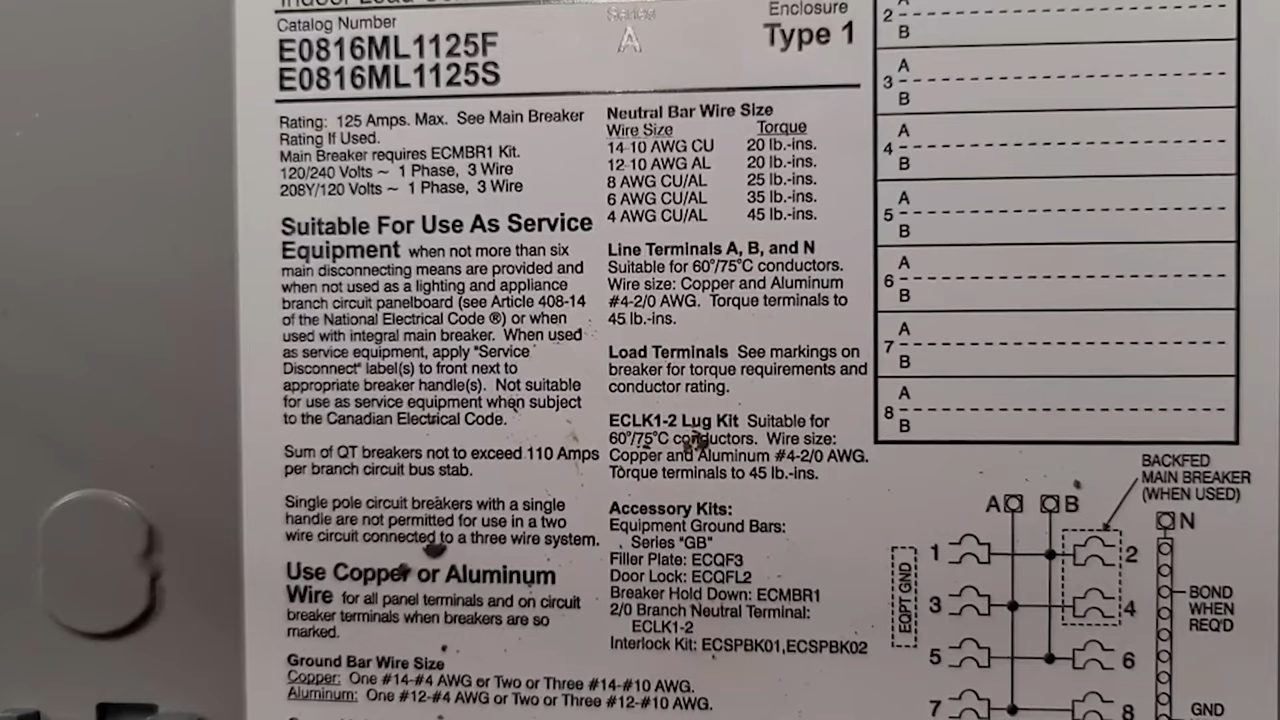 Catalog Number
E0816ML1125F
E0816ML1125S
Series
A
Enclosure
Type 1
Rating: 125 Amps. Max. See Main Breaker
Rating If Used.
Main Breaker requires ECMBR1 Kit.
120/240 Volts ~ 1 Phase, 3 Wire
208Y/120 Volts ~ 1 Phase, 3 Wire
Suitable For Use As Service
Equipment when not more than six
main disconnecting means are provided and
when not used as a lighting and appliance
branch circuit panelboard (see Article 408-14
of the National Electrical Code ®) or when
used with integral main breaker. When used
as service equipment, apply "Service
Disconnect" label(s) to front next to
appropriate breaker handle(s). Not suitable
for use as service equipment when subject
to the Canadian Electrical Code.
Sum of QT breakers not to exceed 110 Amps
per branch circuit bus stab.
Single pole circuit breakers with a single
handle are not permitted for use in a two
wire circuit connected to a three wire system.
Use Copper or Aluminum
Wire for all panel terminals and on circuit
breaker terminals when breakers are so
marked.
Ground Bar Wire Size
Copper: One #14-#4 AWG or Two or Three #14-#10 AWG.
Aluminum: One #12-#4 AWG or Two or Three #12-#10 AWG.
Neutral Bar Wire Size
Wire Size Torque
14-10 AWG CU 20 lb.-ins.
12-10 AWG AL 20 lb.-ins.
8 AWG CU/AL 25 lb.-ins.
6 AWG CU/AL 35 lb.-ins.
4 AWG CU/AL 45 lb.-ins.
Line Terminals A, B, and N
Suitable for 60°/75°C conductors.
Wire size: Copper and Aluminum
#4-2/0 AWG. Torque terminals to
45 lb.-ins.
Load Terminals See markings on
breaker for torque requirements and
conductor rating.
ECLK1-2 Lug Kit Suitable for
60°/75°C conductors. Wire size:
Copper and Aluminum #4-2/0 AWG.
Torque terminals to 45 lb.-ins.
Accessory Kits:
Equipment Ground Bars:
Series "GB"
Filler Plate: ECQF3
Door Lock: ECQFL2
Breaker Hold Down: ECMBR1
2/0 Branch Neutral Terminal:
ECLK1-2
Interlock Kit: ECSPBK01,ECSPBK02
2 A
B
3 A
B
4 A
B
5 A
B
6 A
B
7 A
B
8 A
B
BACKFED
MAIN BREAKER
(WHEN USED)
A B N
1 2
3 4
5 6
7 8
EQPT GND
BOND
WHEN
REQ'D
GND